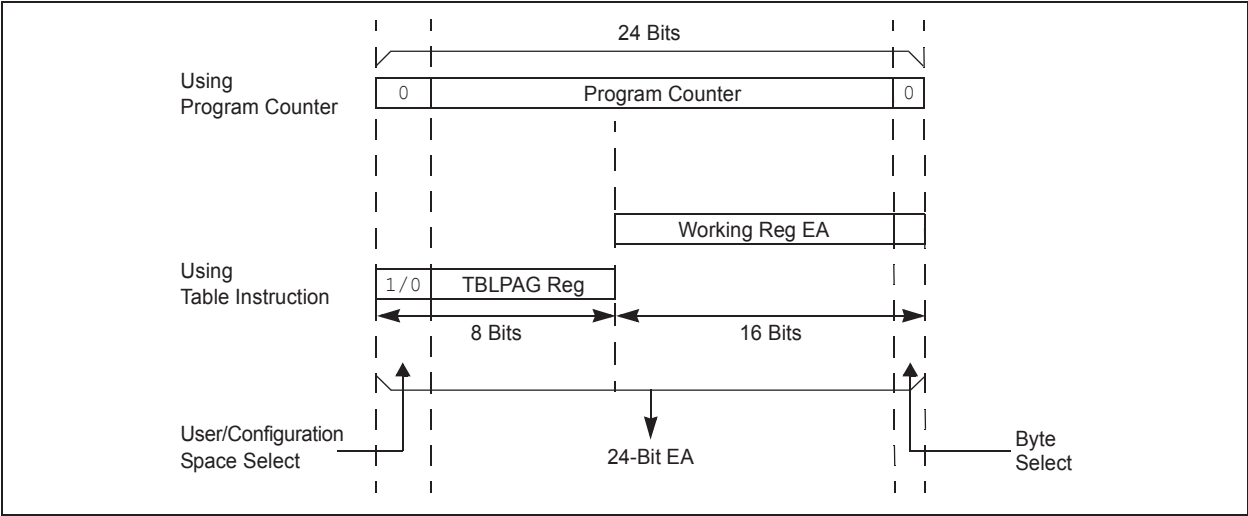 24 Bits
Using
Program Counter
0
Program Counter
0
Working Reg EA
Using
Table Instruction
1/0
TBLPAG Reg
8 Bits
16 Bits
User/Configuration
Space Select
24-Bit EA
Byte
Select